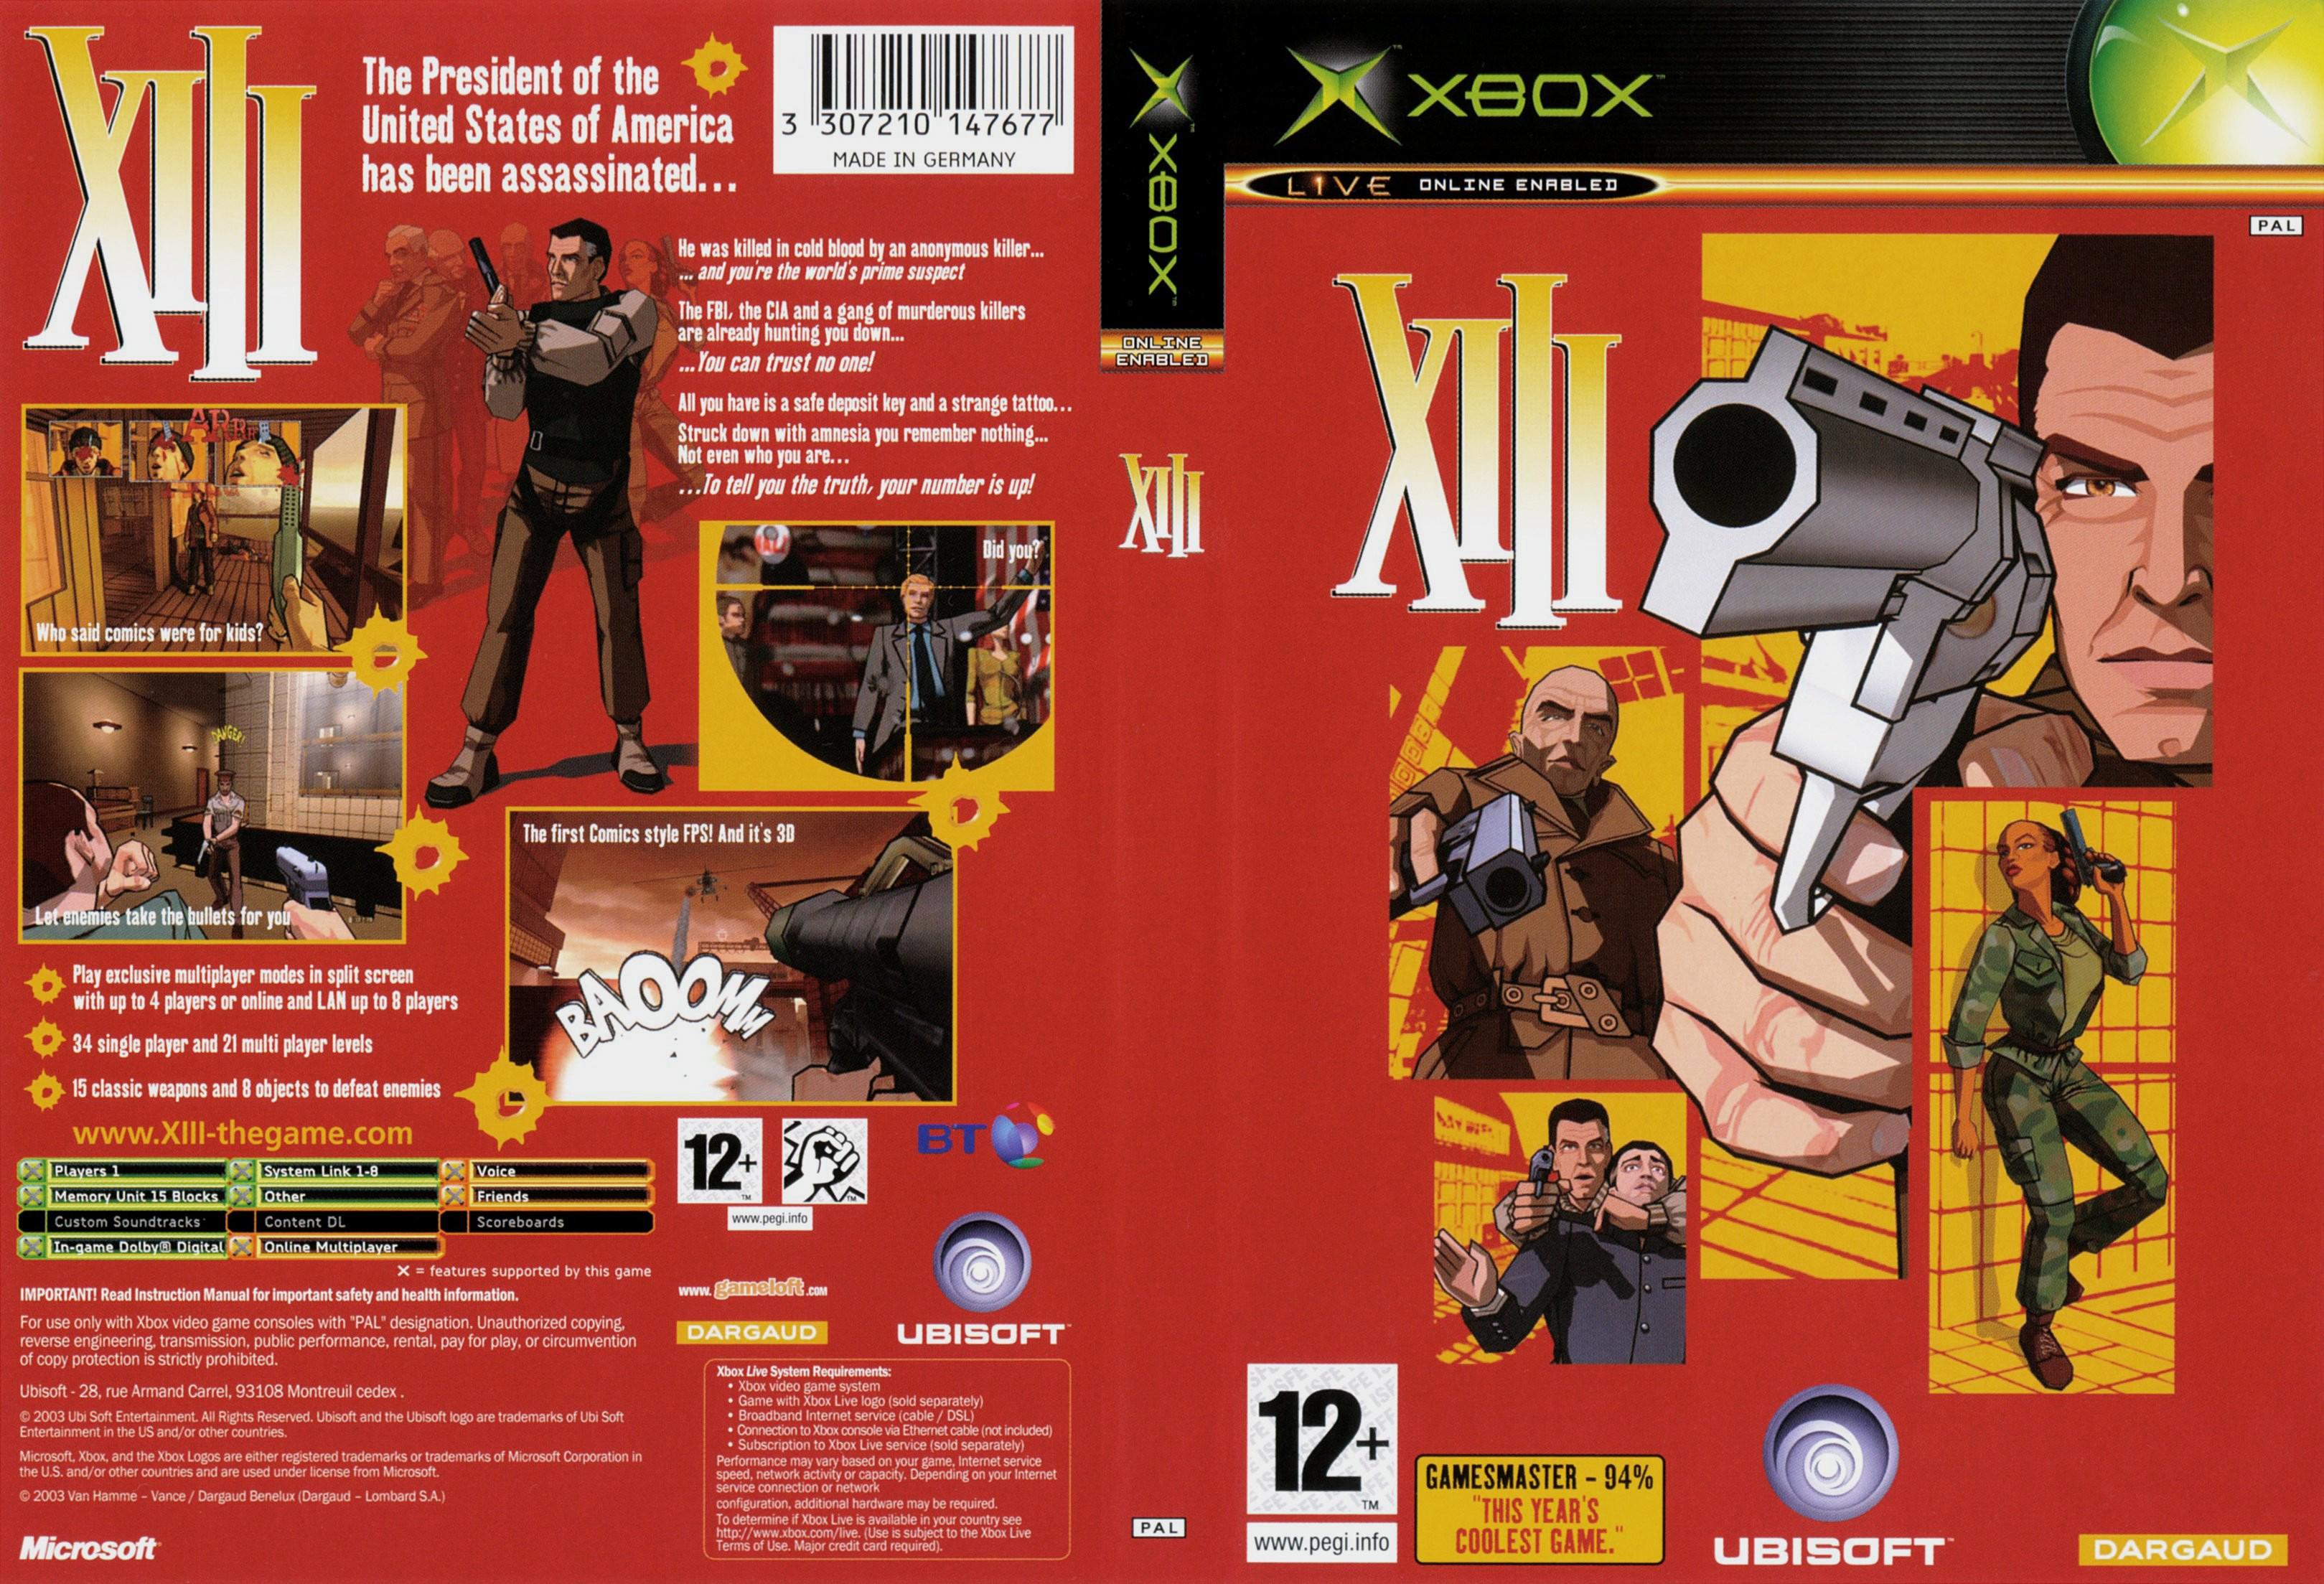 XIII
The President of the
United States of America
has been assassinated...
3 307210 147677
MADE IN GERMANY
He was killed in cold blood by an anonymous killer...
... and you're the world's prime suspect
The FBI, the CIA and a gang of murderous killers
are already hunting you down...
...You can trust no one!
All you have is a safe deposit key and a strange tattoo...
Struck down with amnesia you remember nothing...
Not even who you are...
...To tell you the truth, your number is up!
Who said comics were for kids?
Did you?
DANGER!
Let enemies take the bullets for you
The first Comics style FPS! And it's 3D
BAOOMM
Play exclusive multiplayer modes in split screen
with up to 4 players or online and LAN up to 8 players
34 single player and 21 multi player levels
15 classic weapons and 8 objects to defeat enemies
www.XIII-thegame.com
Players 1
System Link 1-8
Voice
Memory Unit 15 Blocks
Other
Friends
Custom Soundtracks
Content DL
Scoreboards
In-game Dolby® Digital
Online Multiplayer
X = features supported by this game
12+
TM
TM
www.pegi.info
BT
www.gameloft.com
DARGAUD
UBISOFT™
IMPORTANT! Read Instruction Manual for important safety and health information.
For use only with Xbox video game consoles with "PAL" designation. Unauthorized copying,
reverse engineering, transmission, public performance, rental, pay for play, or circumvention
of copy protection is strictly prohibited.
Ubisoft - 28, rue Armand Carrel, 93108 Montreuil cedex .
© 2003 Ubi Soft Entertainment. All Rights Reserved. Ubisoft and the Ubisoft logo are trademarks of Ubi Soft
Entertainment in the US and/or other countries.
Microsoft, Xbox, and the Xbox Logos are either registered trademarks or trademarks of Microsoft Corporation in
the U.S. and/or other countries and are used under license from Microsoft.
© 2003 Van Hamme – Vance / Dargaud Benelux (Dargaud – Lombard S.A.)
Microsoft
Xbox Live System Requirements:
• Xbox video game system
• Game with Xbox Live logo (sold separately)
• Broadband Internet service (cable / DSL)
• Connection to Xbox console via Ethernet cable (not included)
• Subscription to Xbox Live service (sold separately)
Performance may vary based on your game, Internet service
speed, network activity or capacity. Depending on your Internet
service connection or network
configuration, additional hardware may be required.
To determine if Xbox Live is available in your country see
http://www.xbox.com/live. (Use is subject to the Xbox Live
Terms of Use. Major credit card required).
XBOX™
ONLINE
ENABLED
XIII
PAL
XBOX™
LIVE ONLINE ENABLED
PAL
XIII
12+
TM
www.pegi.info
GAMESMASTER – 94%
"THIS YEAR'S
COOLEST GAME."
UBISOFT™
DARGAUD